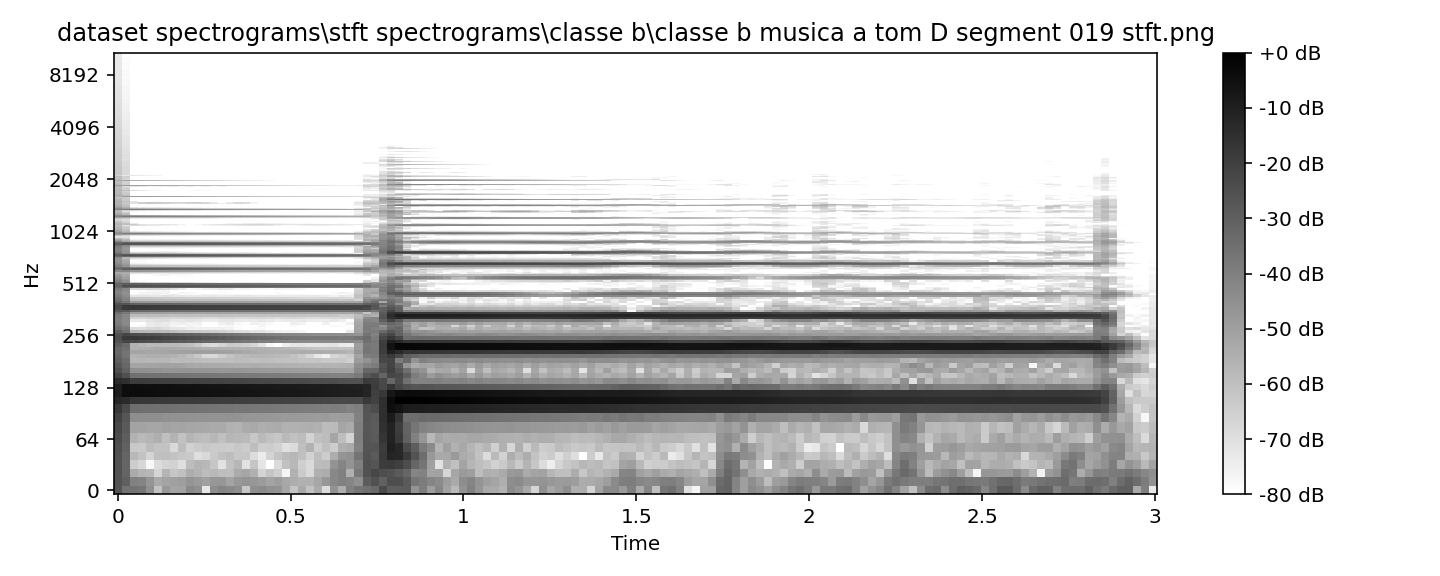 dataset spectrograms\stft spectrograms\classe b\classe b musica a tom D segment 019 stft.png
8192
4096
2048
1024
512
256
128
64
0
Hz
0
0.5
1
1.5
2
2.5
3
Time
+0 dB
-10 dB
-20 dB
-30 dB
-40 dB
-50 dB
-60 dB
-70 dB
-80 dB